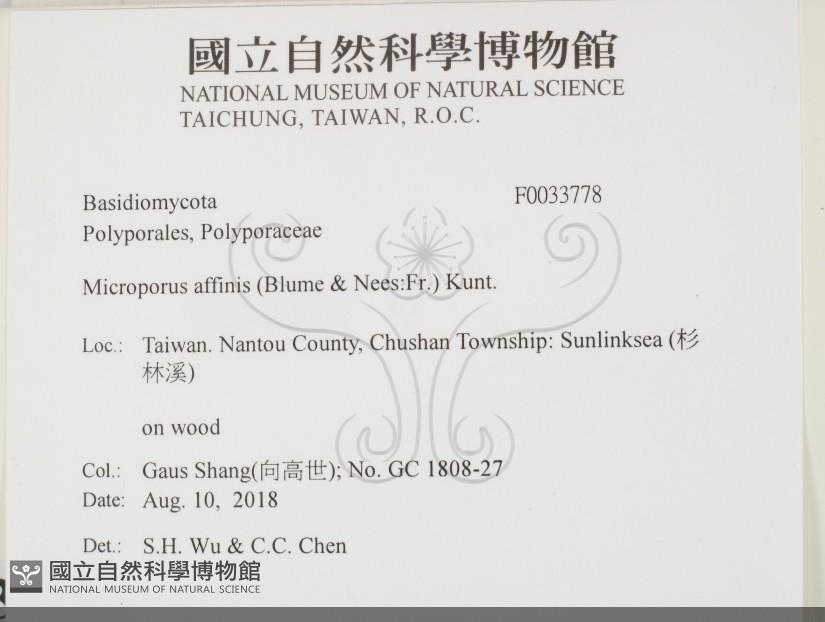 國立自然科學博物館
NATIONAL MUSEUM OF NATURAL SCIENCE
TAICHUNG, TAIWAN, R.O.C.
Basidiomycota F0033778
Polyporales, Polyporaceae
Microporus affinis (Blume & Nees:Fr.) Kunt.
Loc.: Taiwan. Nantou County, Chushan Township: Sunlinksea (杉
林溪)
on wood
Col.: Gaus Shang(向高世); No. GC 1808-27
Date: Aug. 10, 2018
Det.: S.H. Wu & C.C. Chen
國立自然科學博物館
NATIONAL MUSEUM OF NATURAL SCIENCE